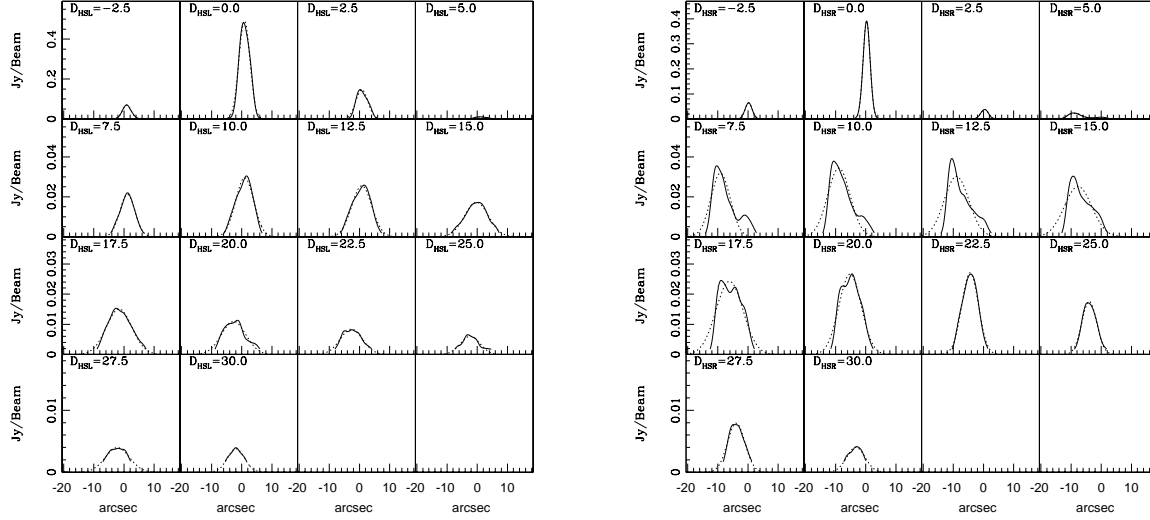 D_HSL=-2.5 D_HSL=0.0 D_HSL=2.5 D_HSL=5.0
Jy/Beam
0.4
0.2
0
D_HSL=7.5 D_HSL=10.0 D_HSL=12.5 D_HSL=15.0
Jy/Beam
0.04
0.02
0
D_HSL=17.5 D_HSL=20.0 D_HSL=22.5 D_HSL=25.0
Jy/Beam
0.03
0.02
0.01
0
D_HSL=27.5 D_HSL=30.0
Jy/Beam
0.01
0
-20 -10 0 10 -20 -10 0 10 -20 -10 0 10 -20 -10 0 10
arcsec arcsec arcsec arcsec
D_HSR=-2.5 D_HSR=0.0 D_HSR=2.5 D_HSR=5.0
Jy/Beam
0.4
0.3
0.2
0.1
0
D_HSR=7.5 D_HSR=10.0 D_HSR=12.5 D_HSR=15.0
Jy/Beam
0.04
0.02
0
D_HSR=17.5 D_HSR=20.0 D_HSR=22.5 D_HSR=25.0
Jy/Beam
0.03
0.02
0.01
0
D_HSR=27.5 D_HSR=30.0
Jy/Beam
0.01
0
-20 -10 0 10 -20 -10 0 10 -20 -10 0 10 -20 -10 0 10
arcsec arcsec arcsec arcsec